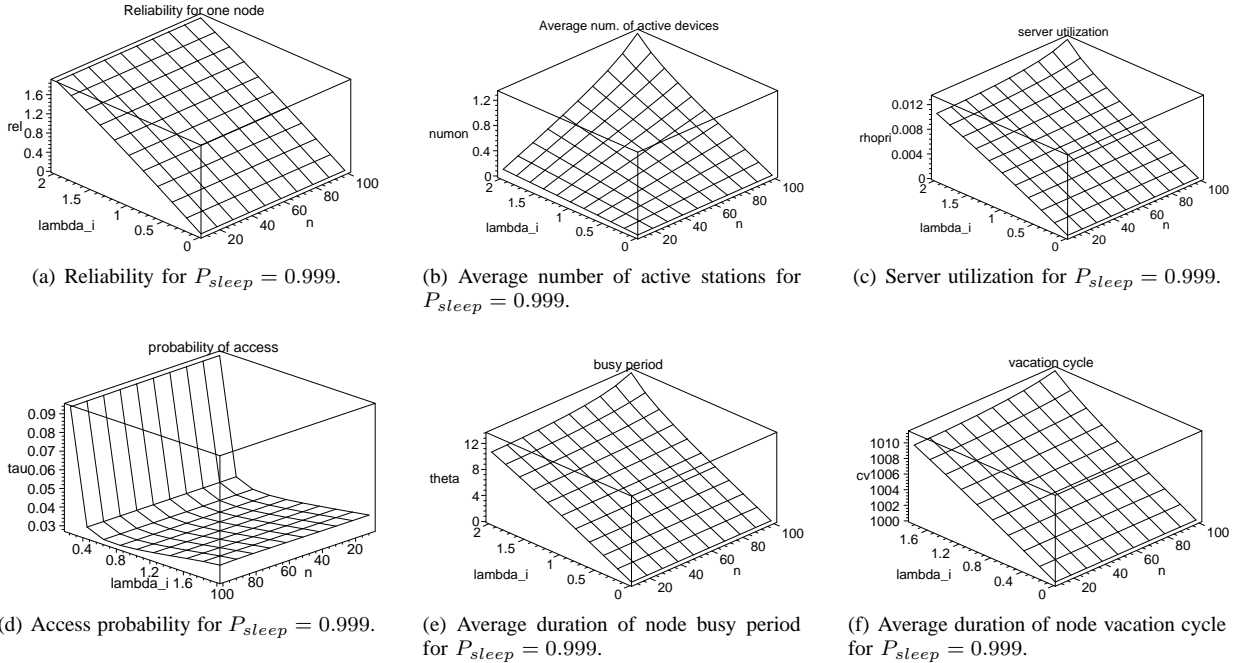 Reliability for one node
1.6
1.2
rel
0.8
0.4
0
2
1.5
1
0.5
0
lambda_i
20
40
60
80
100
n
(a) Reliability for P_sleep = 0.999.
Average num. of active devices
1.2
0.8
numon
0.4
0
2
1.5
1
0.5
0
lambda_i
20
40
60
80
100
n
(b) Average number of active stations for
P_sleep = 0.999.
server utilization
0.012
0.008
rhopri
0.004
0
2
1.5
1
0.5
0
lambda_i
20
40
60
80
100
n
(c) Server utilization for P_sleep = 0.999.
probability of access
0.09
0.08
0.07
tau
0.06
0.05
0.04
0.03
0.4
0.8
1.2
lambda_i
1.6
100
80
60
40
20
n
(d) Access probability for P_sleep = 0.999.
busy period
12
8
theta
4
0
2
1.5
1
0.5
0
lambda_i
20
40
60
80
100
n
(e) Average duration of node busy period
for P_sleep = 0.999.
vacation cycle
1010
1008
cv
1006
1004
1002
1000
1.6
1.2
0.8
0.4
0
lambda_i
20
40
60
80
100
n
(f) Average duration of node vacation cycle
for P_sleep = 0.999.